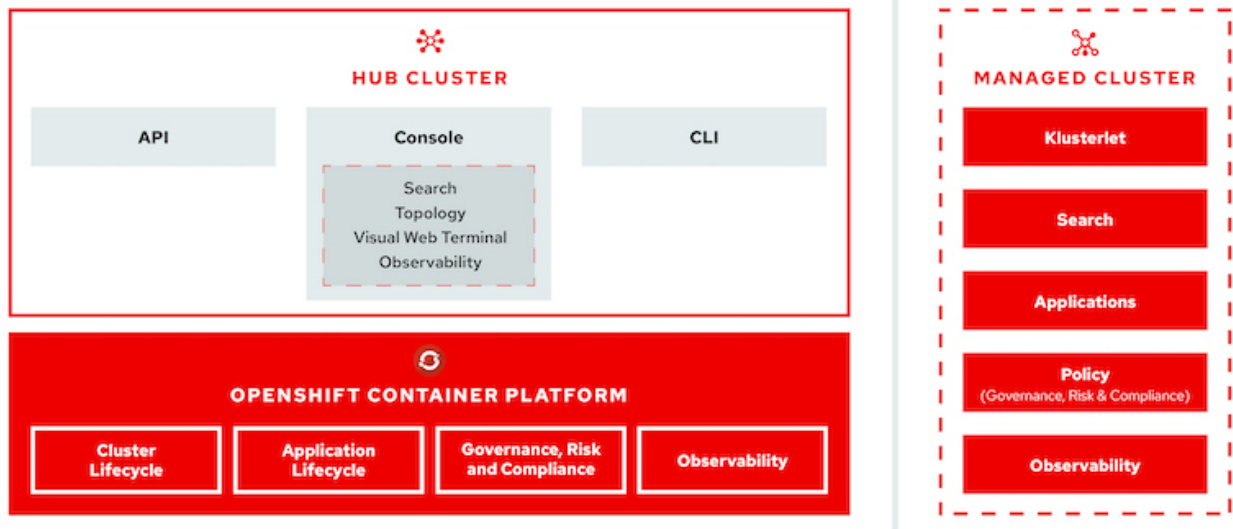 HUB CLUSTER
API
Console
Search
Topology
Visual Web Terminal
Observability
CLI
OPENSHIFT CONTAINER PLATFORM
Cluster
Lifecycle
Application
Lifecycle
Governance, Risk
and Compliance
Observability
MANAGED CLUSTER
Klusterlet
Search
Applications
Policy
(Governance, Risk & Compliance)
Observability